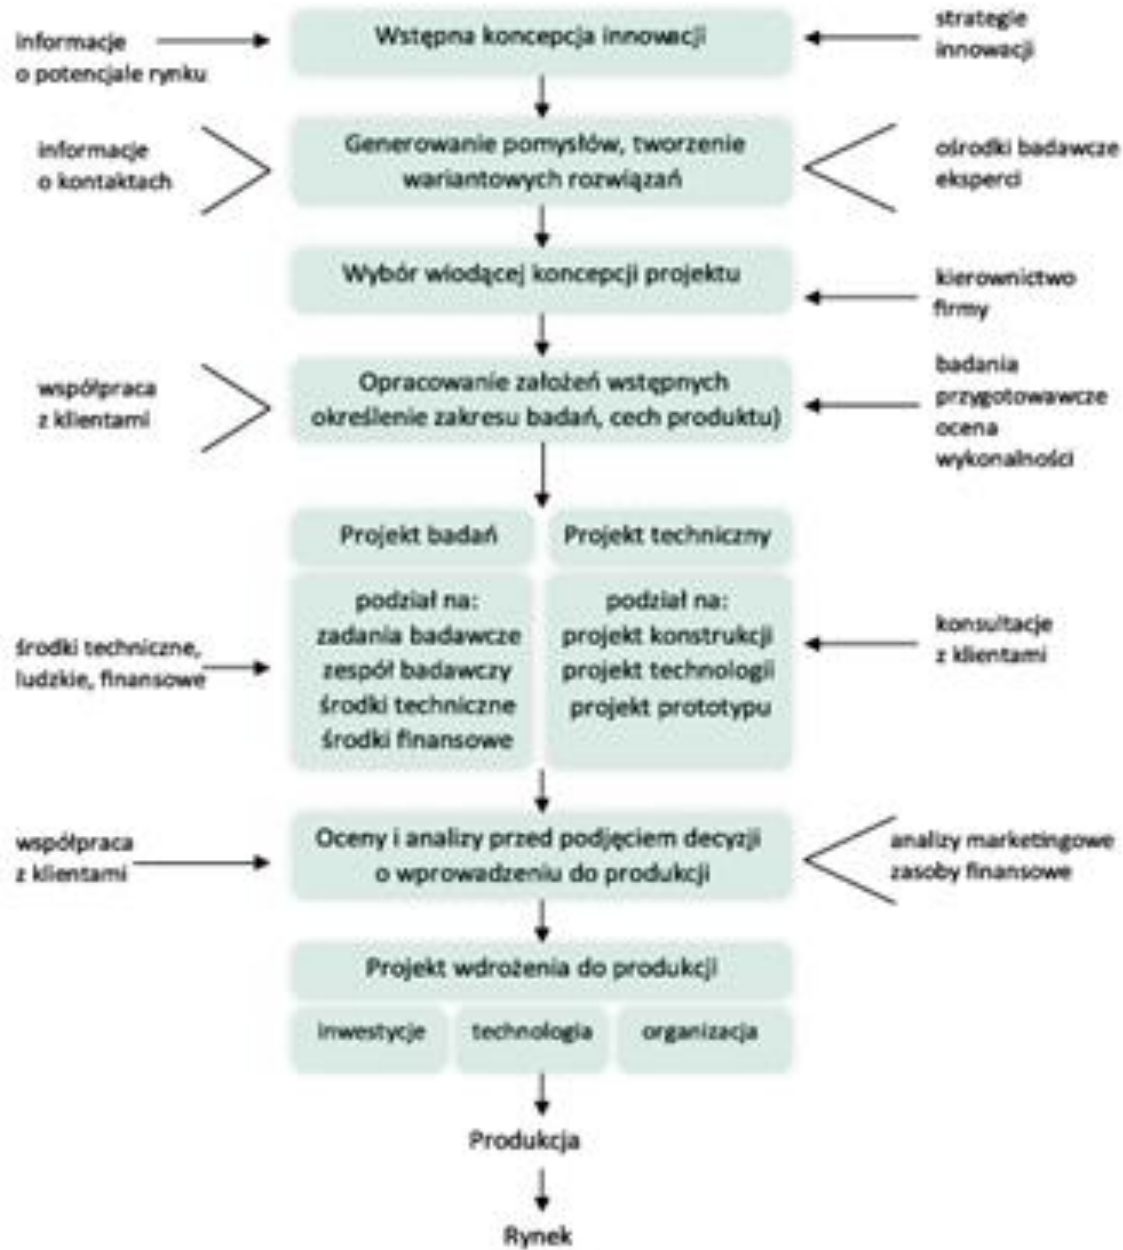 Wstępna koncepcja innowacji
informacje
o potencjale rynku
strategie
innowacji
Generowanie pomysłów, tworzenie
wariantowych rozwiązań
informacje
o kontaktach
ośrodki badawcze
eksperci
Wybór wiodącej koncepcji projektu
kierownictwo
firmy
Opracowanie założeń wstępnych
określenie zakresu badań, cech produktu)
współpraca
z klientami
badania
przygotowawcze
ocena
wykonalności
Projekt badań
podział na:
zadania badawcze
zespół badawczy
środki techniczne
środki finansowe
Projekt techniczny
podział na:
projekt konstrukcji
projekt technologii
projekt prototypu
środki techniczne,
ludzkie, finansowe
konsultacje
z klientami
Oceny i analizy przed podjęciem decyzji
o wprowadzeniu do produkcji
współpraca
z klientami
analizy marketingowe
zasoby finansowe
Projekt wdrożenia do produkcji
inwestycje
technologia
organizacja
Produkcja
Rynek